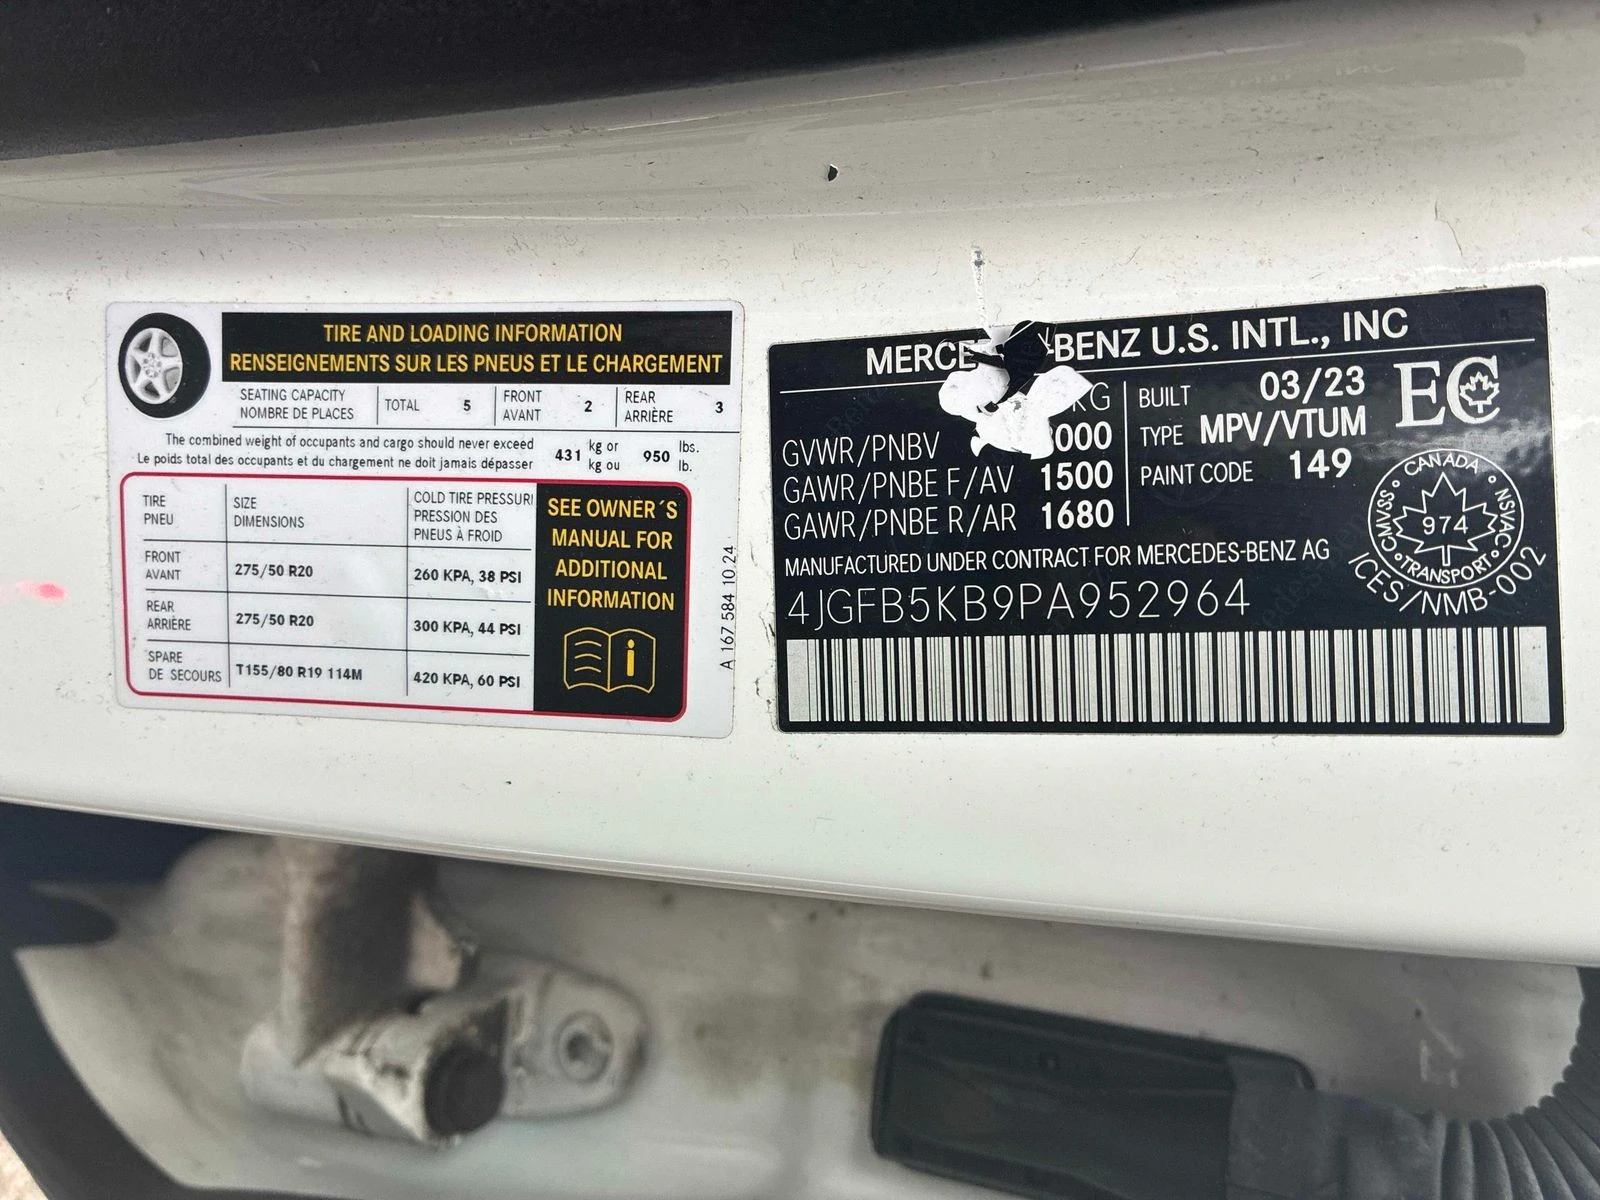 TIRE AND LOADING INFORMATION
RENSEIGNEMENTS SUR LES PNEUS ET LE CHARGEMENT
SEATING CAPACITY
NOMBRE DE PLACES
TOTAL 5
FRONT
AVANT
2
REAR
ARRIÈRE
3
The combined weight of occupants and cargo should never exceed
Le poids total des occupants et du chargement ne doit jamais dépasser
431
kg or
kg ou
950
lbs.
lb.
TIRE
PNEU
SIZE
DIMENSIONS
COLD TIRE PRESSURE
PRESSION DES
PNEUS À FROID
FRONT
AVANT
275/50 R20
260 KPA, 38 PSI
REAR
ARRIÈRE
275/50 R20
300 KPA, 44 PSI
SPARE
DE SECOURS
T155/80 R19 114M
420 KPA, 60 PSI
SEE OWNER´S
MANUAL FOR
ADDITIONAL
INFORMATION
i
A 167 584 10 24
-BENZ U.S. INTL., INC
KG
GVWR/PNBV 000
GAWR/PNBE F/AV 1500
GAWR/PNBE R/AR 1680
BUILT 03/23
TYPE MPV/VTUM
PAINT CODE 149
EC
CANADA
CMVSS
974
NSVAC
TRANSPORT
ICES/NMB-002
MANUFACTURED UNDER CONTRACT FOR MERCEDES-BENZ AG
4JGFB5KB9PA952964